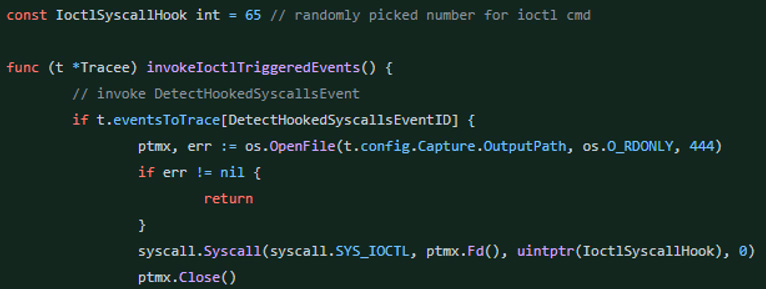 const IoctlSyscallHook int = 65 // randomly picked number for ioctl cmd
func (t *Tracee) invokeIoctlTriggeredEvents() {
// invoke DetectHookedSyscallsEvent
if t.eventsToTrace[DetectHookedSyscallsEventID] {
ptmx, err := os.OpenFile(t.config.Capture.OutputPath, os.O_RDONLY, 444)
if err != nil {
return
}
syscall.Syscall(syscall.SYS_IOCTL, ptmx.Fd(), uintptr(IoctlSyscallHook), 0)
ptmx.Close()